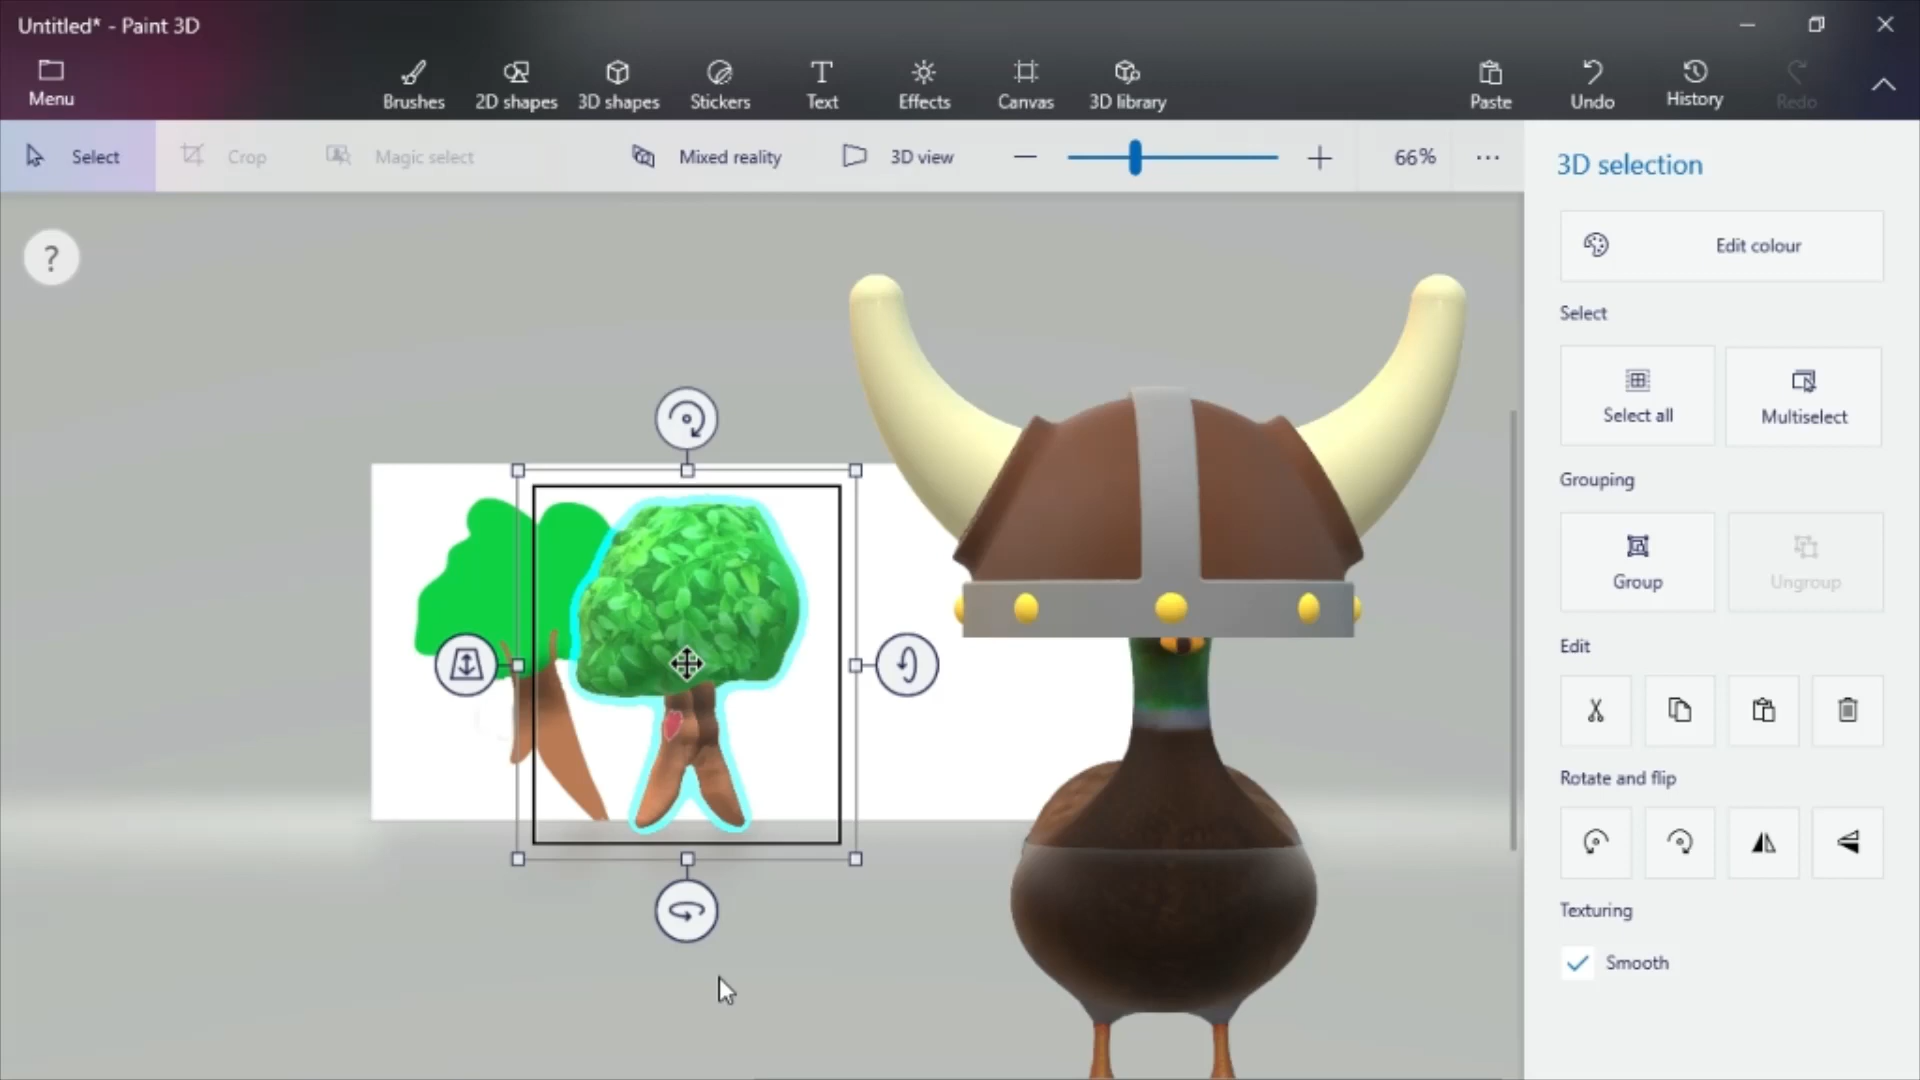 Untitled* - Paint 3D
Menu
Brushes
2D shapes
3D shapes
Stickers
Text
Effects
Canvas
3D library
Paste
Undo
History
Redo
Select
Crop
Magic select
Mixed reality
3D view
66%
?
3D selection
Edit colour
Select
Select all
Multiselect
Grouping
Group
Ungroup
Edit
Rotate and flip
Texturing
Smooth